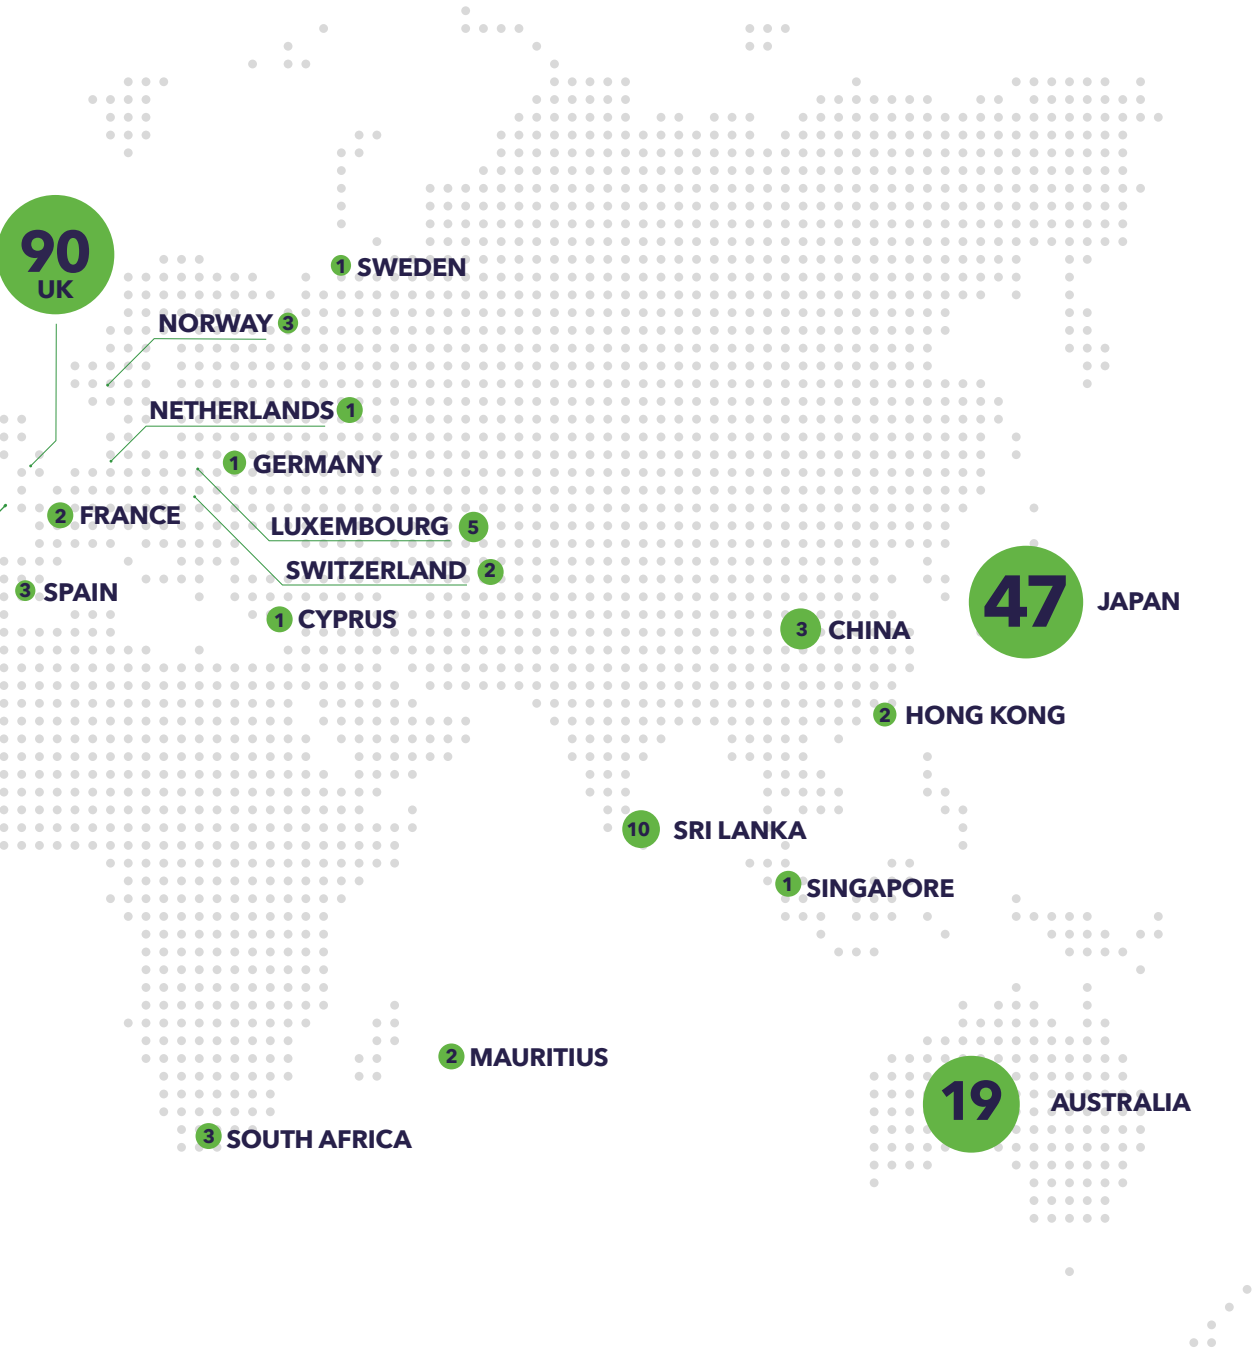 90
UK
1 SWEDEN
NORWAY 3
NETHERLANDS 1
1 GERMANY
2 FRANCE
LUXEMBOURG 5
SWITZERLAND 2
3 SPAIN
1 CYPRUS
47 JAPAN
3 CHINA
2 HONG KONG
10 SRI LANKA
1 SINGAPORE
2 MAURITIUS
19 AUSTRALIA
3 SOUTH AFRICA